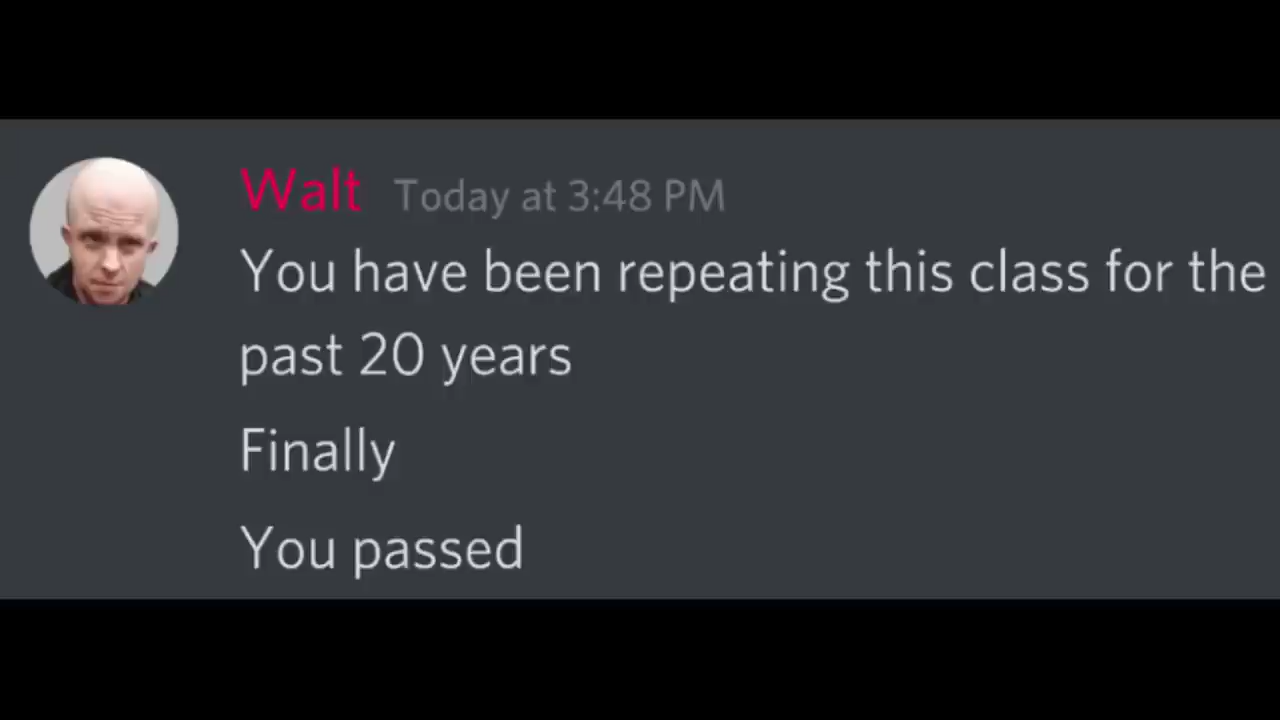 Walt Today at 3:48 PM
You have been repeating this class for the
past 20 years
Finally
You passed